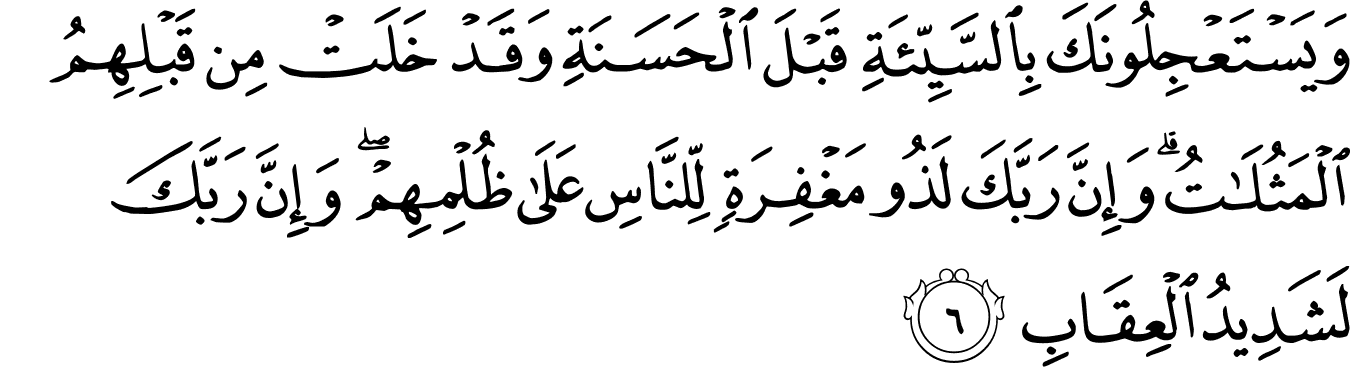 وَيَسْتَعْجِلُونَكَ بِٱلسَّيِّئَةِ قَبْلَ ٱلْحَسَنَةِ وَقَدْ خَلَتْ مِن قَبْلِهِمُ
ٱلْمَثُلَـٰتُ ۗ وَإِنَّ رَبَّكَ لَذُو مَغْفِرَةٍ لِّلنَّاسِ عَلَىٰ ظُلْمِهِمْ ۖ وَإِنَّ رَبَّكَ
لَشَدِيدُ ٱلْعِقَابِ ٦